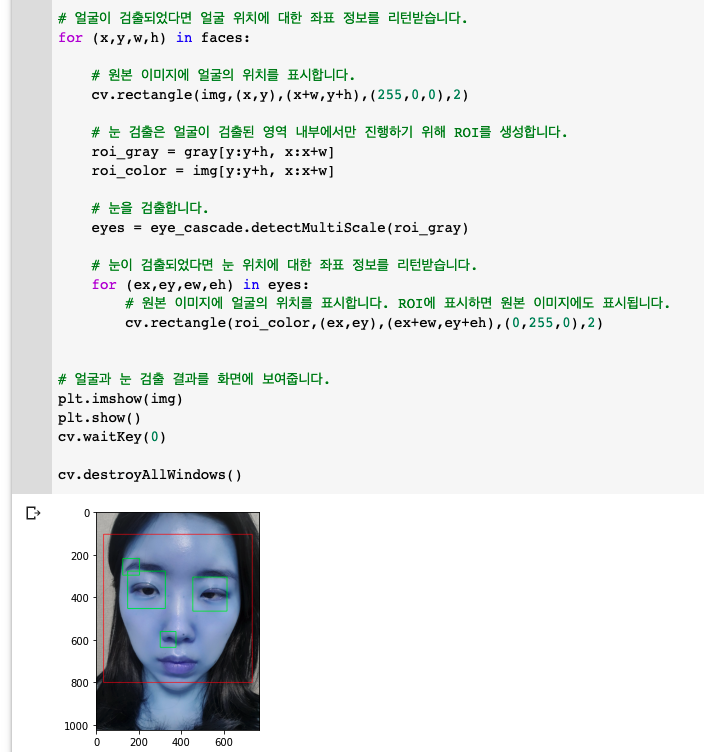 # 얼굴이 검출되었다면 얼굴 위치에 대한 좌표 정보를 리턴받습니다.
for (x,y,w,h) in faces:
# 원본 이미지에 얼굴의 위치를 표시합니다.
cv.rectangle(img,(x,y),(x+w,y+h),(255,0,0),2)
# 눈 검출은 얼굴이 검출된 영역 내부에서만 진행하기 위해 ROI를 생성합니다.
roi_gray = gray[y:y+h, x:x+w]
roi_color = img[y:y+h, x:x+w]
# 눈을 검출합니다.
eyes = eye_cascade.detectMultiScale(roi_gray)
# 눈이 검출되었다면 눈 위치에 대한 좌표 정보를 리턴받습니다.
for (ex,ey,ew,eh) in eyes:
# 원본 이미지에 얼굴의 위치를 표시합니다. ROI에 표시하면 원본 이미지에도 표시됩니다.
cv.rectangle(roi_color,(ex,ey),(ex+ew,ey+eh),(0,255,0),2)
# 얼굴과 눈 검출 결과를 화면에 보여줍니다.
plt.imshow(img)
plt.show()
cv.waitKey(0)
cv.destroyAllWindows()
0
200
400
600
800
1000
0 200 400 600